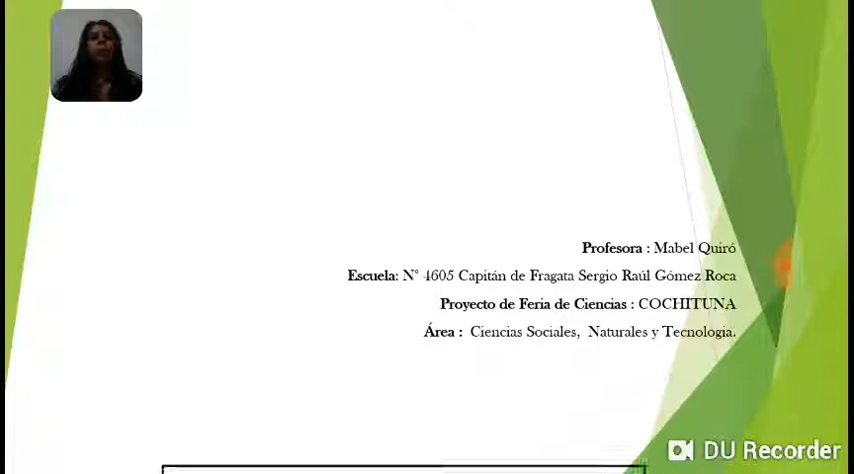 Profesora : Mabel Quiró
Escuela: N° 4605 Capitán de Fragata Sergio Raúl Gómez Roca
Proyecto de Feria de Ciencias : COCHITUNA
Área : Ciencias Sociales, Naturales y Tecnologia.
DU Recorder